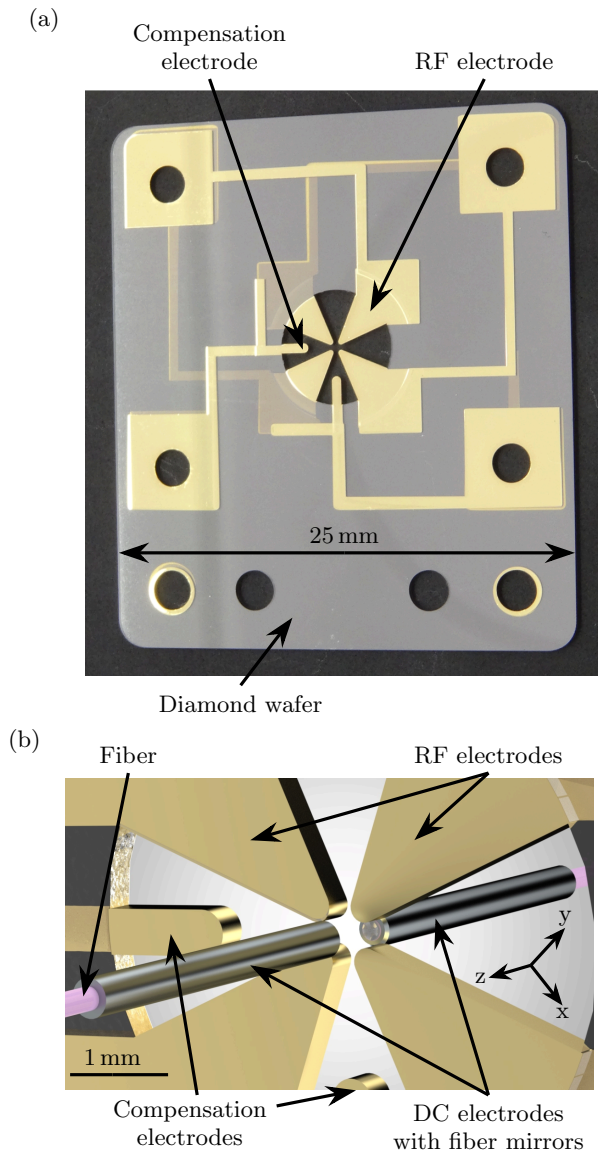 (a)
Compensation
electrode
RF electrode
25 mm
Diamond wafer
(b)
Fiber
RF electrodes
y
z
x
1 mm
Compensation
electrodes
DC electrodes
with fiber mirrors